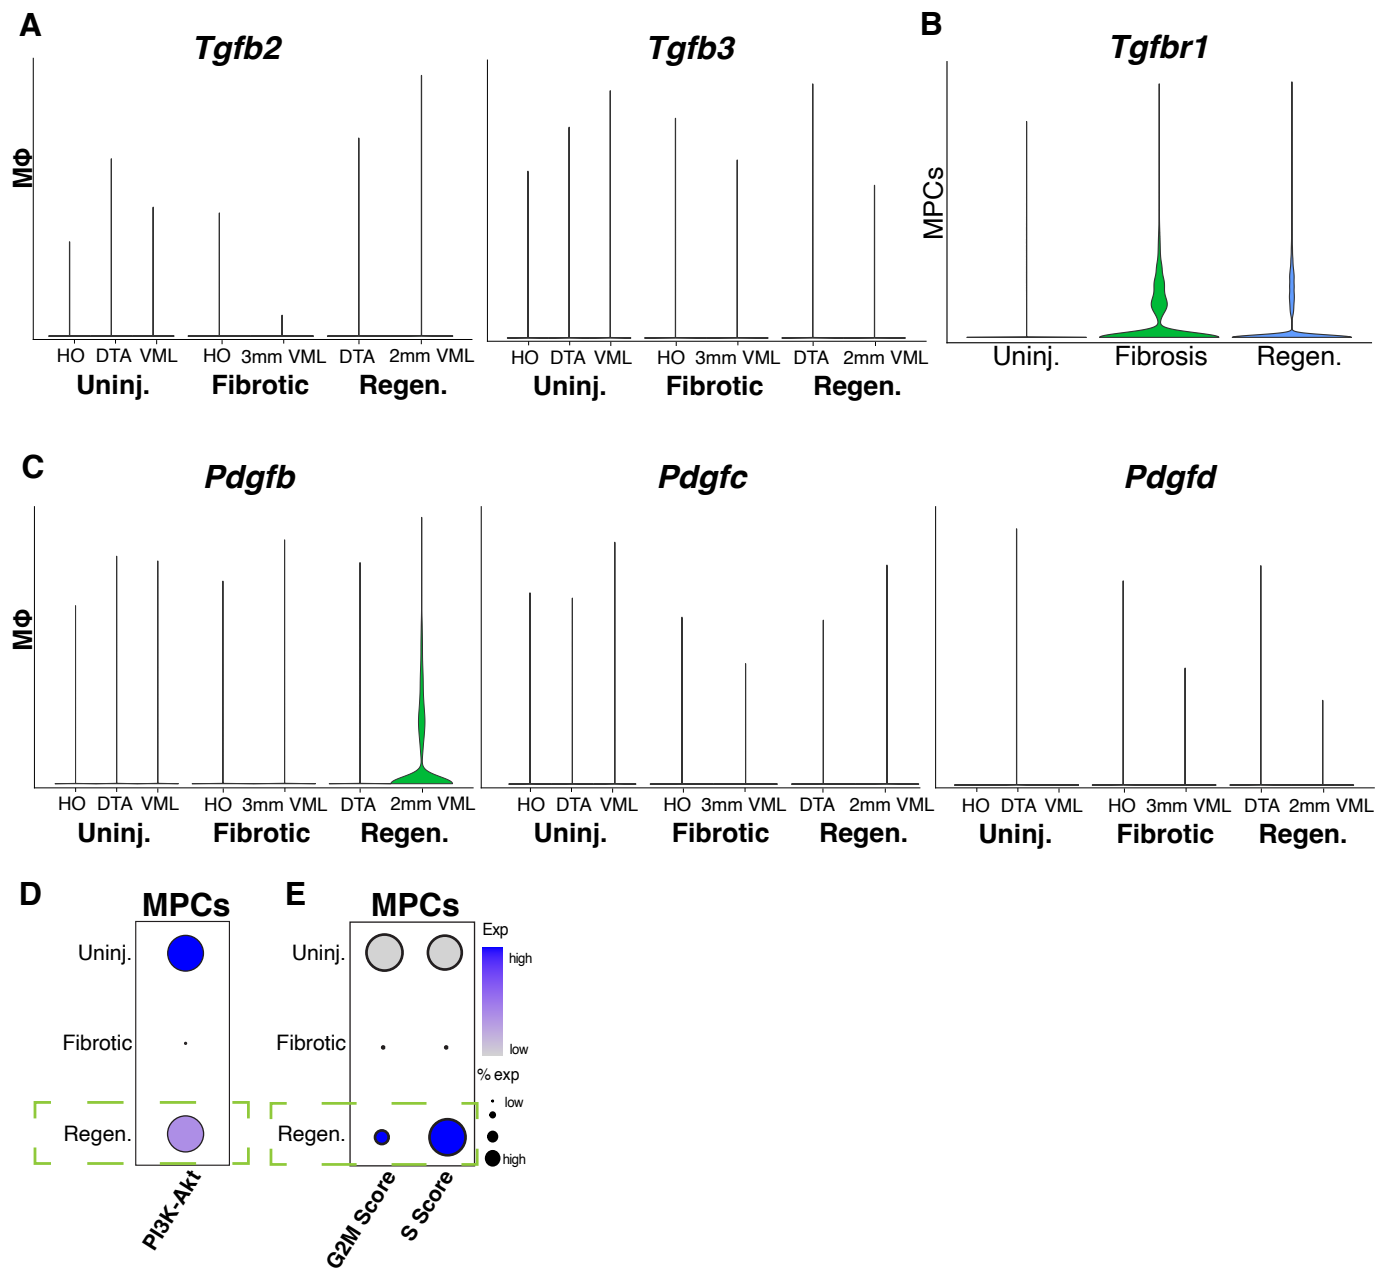 A
Tgfb2
Tgfb3
B
Tgfbr1
MΦ
MPCs
HO DTA VML HO 3mm VML DTA 2mm VML
Uninj. Fibrotic Regen.
HO DTA VML HO 3mm VML DTA 2mm VML
Uninj. Fibrotic Regen.
Uninj. Fibrosis Regen.
C
Pdgfb
Pdgfc
Pdgfd
MΦ
HO DTA VML HO 3mm VML DTA 2mm VML
Uninj. Fibrotic Regen.
HO DTA VML HO 3mm VML DTA 2mm VML
Uninj. Fibrotic Regen.
HO DTA VML HO 3mm VML DTA 2mm VML
Uninj. Fibrotic Regen.
D
MPCs
Uninj.
Fibrotic
Regen.
PI3K-Akt
E
MPCs
Uninj.
Fibrotic
Regen.
G2M Score
S Score
Exp
high
low
% exp
low
high